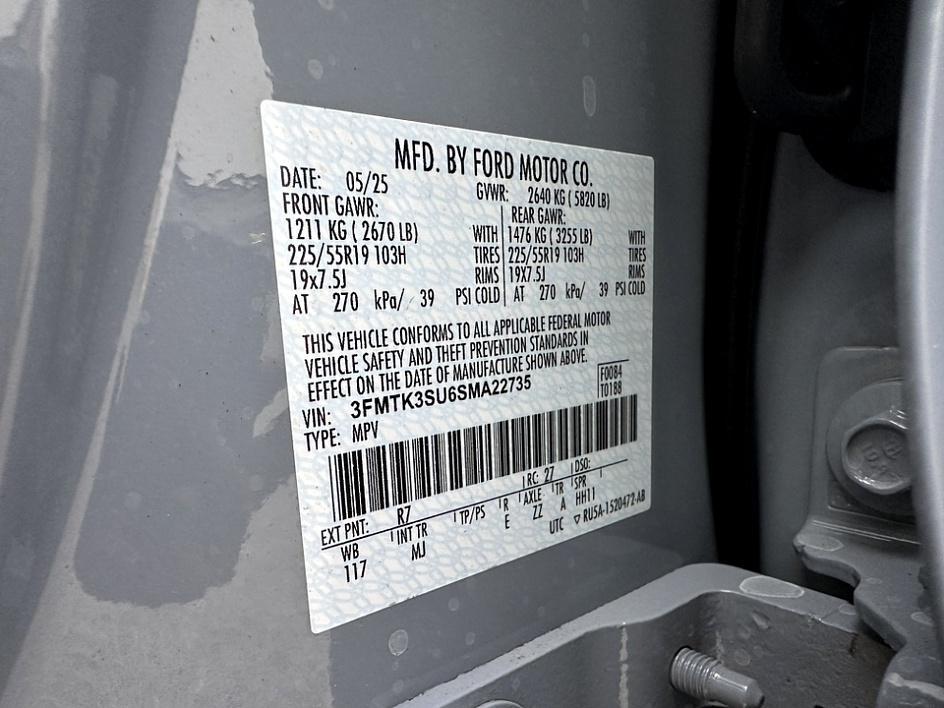 MFD. BY FORD MOTOR CO.
DATE: 05/25 GVWR: 2640 KG ( 5820 LB)
FRONT GAWR: REAR GAWR:
1211 KG ( 2670 LB) WITH 1476 KG ( 3255 LB) WITH
225/55R19 103H TIRES 225/55R19 103H TIRES
19x7.5J RIMS 19X7.5J RIMS
AT 270 kPa/ 39 PSI COLD AT 270 kPa/ 39 PSI COLD
THIS VEHICLE CONFORMS TO ALL APPLICABLE FEDERAL MOTOR
VEHICLE SAFETY AND THEFT PREVENTION STANDARDS IN
EFFECT ON THE DATE OF MANUFACTURE SHOWN ABOVE.
VIN: 3FMTK3SU6SMA22735 F0084
TYPE: MPV T0188
EXT PNT: R7 RC: 27 DSO:
WB INT TR TP/PS R AXLE TR SPR
117 MJ E ZZ A HH11
UTC ▽ RU5A-1520472-AB